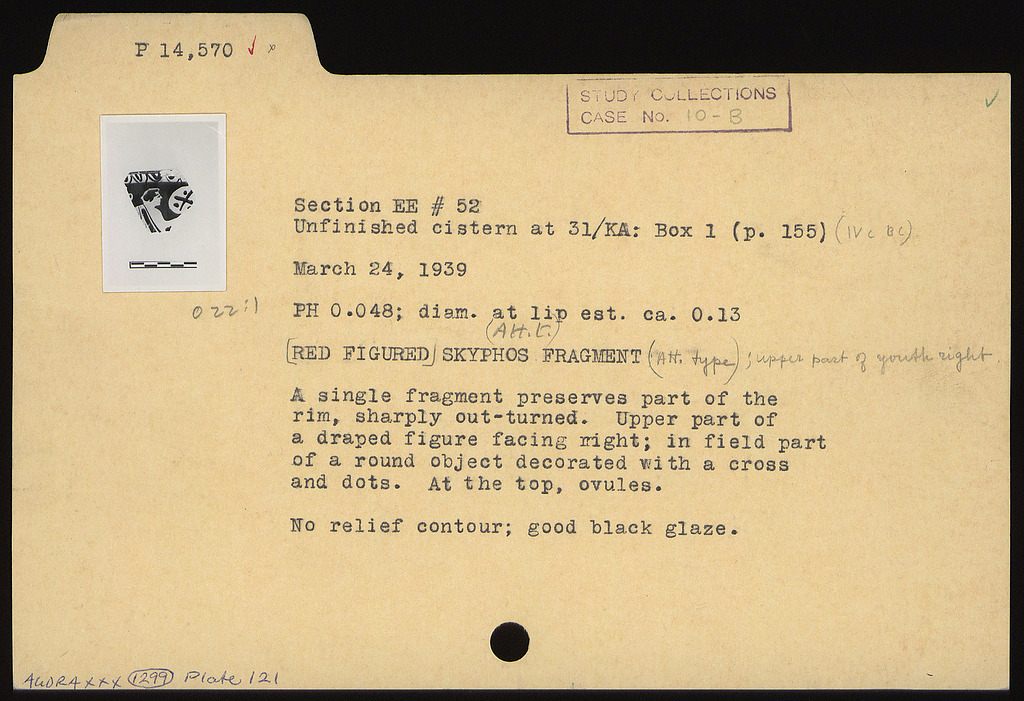 P 14,570 ✓ x
STUDY COLLECTIONS
CASE No. 10-B
✓
Section EE # 52
Unfinished cistern at 31/KA: Box 1 (p. 155) (IV c BC)
March 24, 1939
022:1
PH 0.048; diam. at lip est. ca. 0.13
(Att. t.)
[RED FIGURED] SKYPHOS FRAGMENT (Att. type); upper part of youth right.
A single fragment preserves part of the
rim, sharply out-turned. Upper part of
a draped figure facing right; in field part
of a round object decorated with a cross
and dots. At the top, ovules.
No relief contour; good black glaze.
AGORA XXX 1299 Plate 121